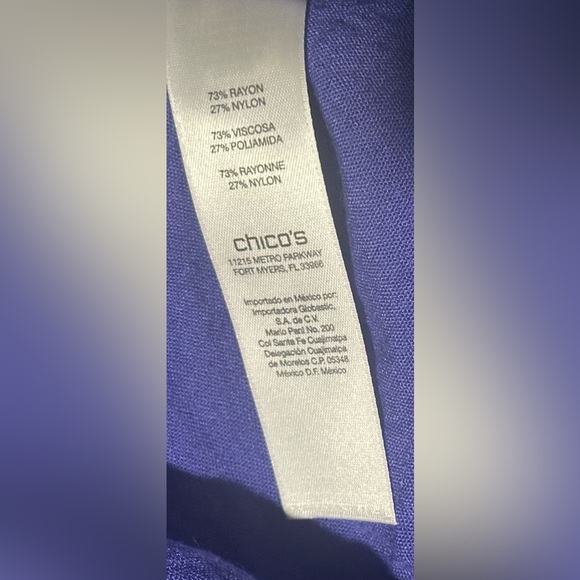 73% RAYON
27% NYLON
73% VISCOSA
27% POLIAMIDA
73% RAYONNE
27% NYLON
chico's
11215 METRO PARKWAY
FORT MYERS, FL 33966
Importado en México por:
Importadora Globastic,
S.A. de C.V.
Mario Pani No. 200
Col Santa Fe Cuajimalpa
Delegación Cuajimalpa
de Morelos C.P. 05348
México D.F. México